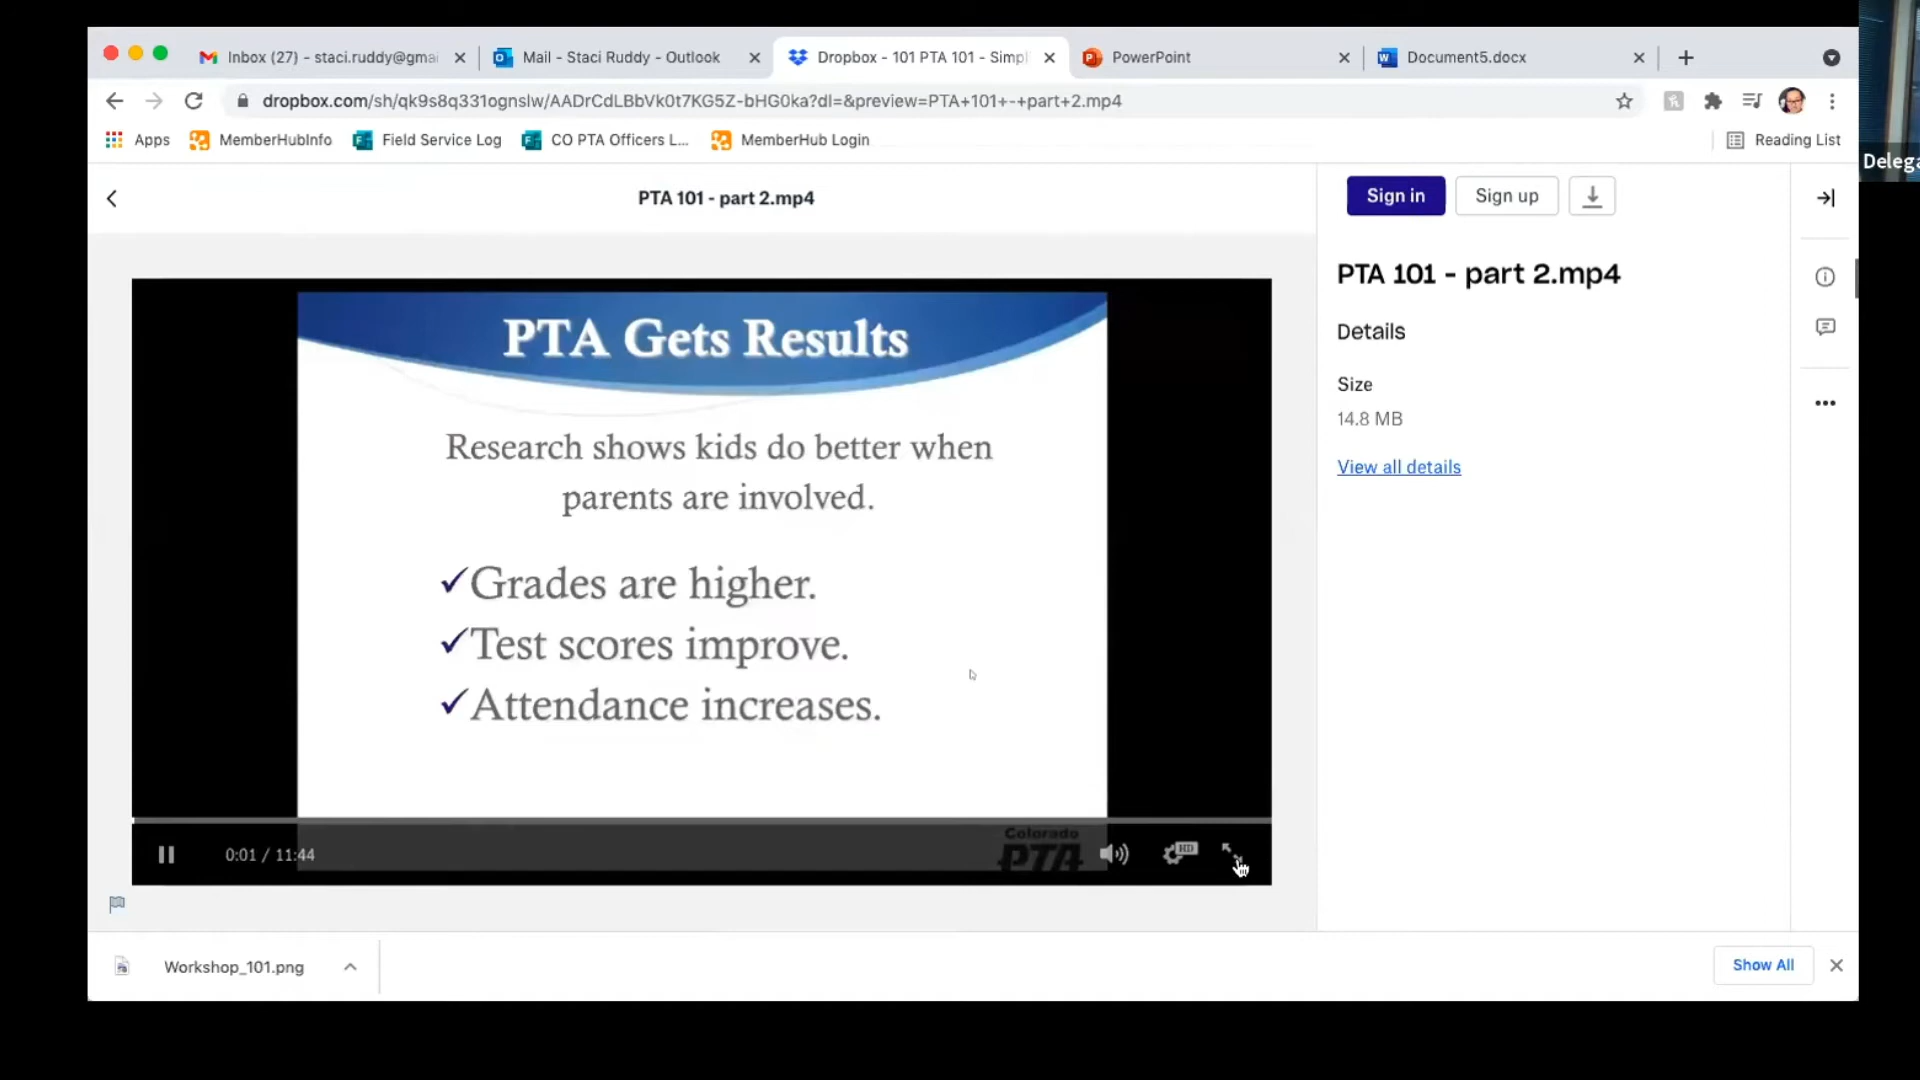 Inbox (27) - staci.ruddy@gmai
Mail - Staci Ruddy - Outlook
Dropbox - 101 PTA 101 - Simpl
PowerPoint
Document5.docx
dropbox.com/sh/qk9s8q331ognslw/AADrCdLBbVk0t7KG5Z-bHG0ka?dl=&preview=PTA+101+-+part+2.mp4
Apps
MemberHubInfo
Field Service Log
CO PTA Officers L...
MemberHub Login
Reading List
Delega
PTA 101 - part 2.mp4
Sign in
Sign up
PTA 101 - part 2.mp4
Details
Size
14.8 MB
View all details
PTA Gets Results
Research shows kids do better when
parents are involved.
✓Grades are higher.
✓Test scores improve.
✓Attendance increases.
Colorado
PTA
0:01 / 11:44
HD
Workshop_101.png
Show All